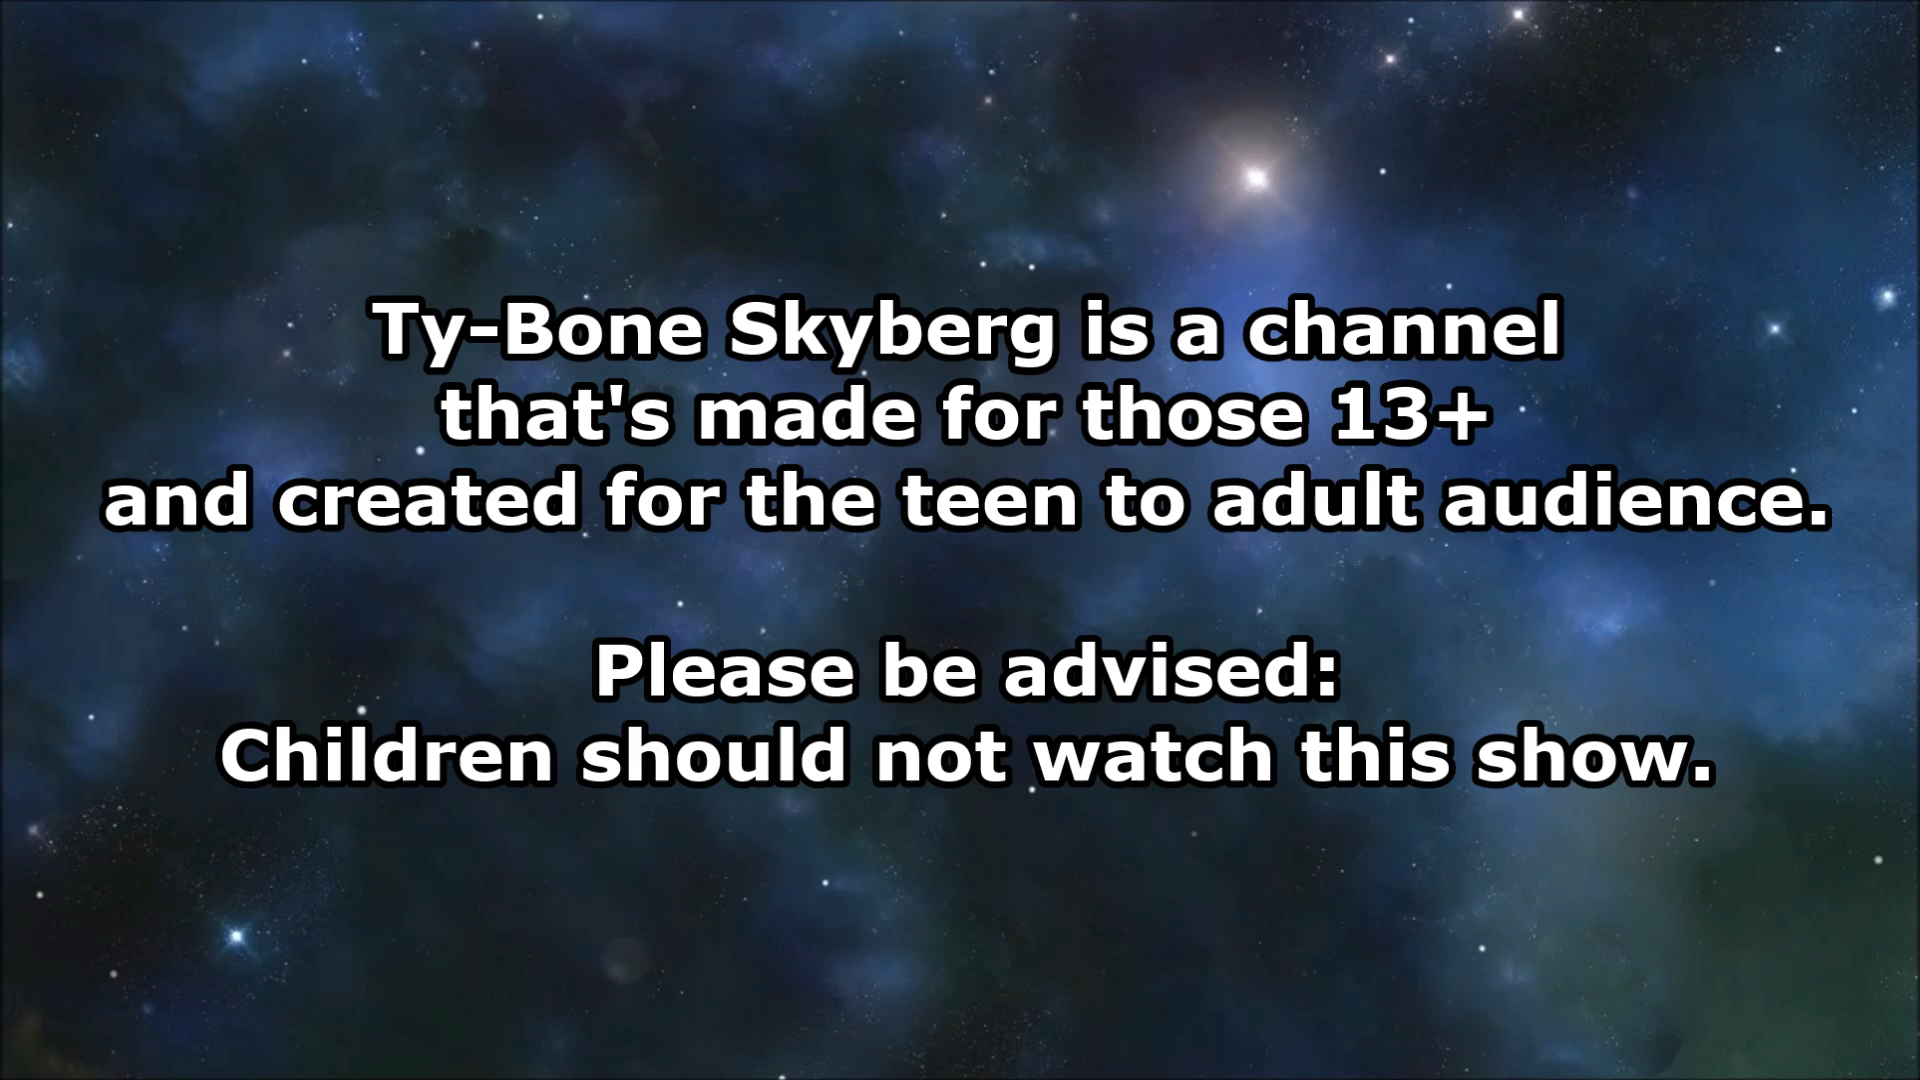 Ty-Bone Skyberg is a channel
that's made for those 13+
and created for the teen to adult audience.
Please be advised:
Children should not watch this show.